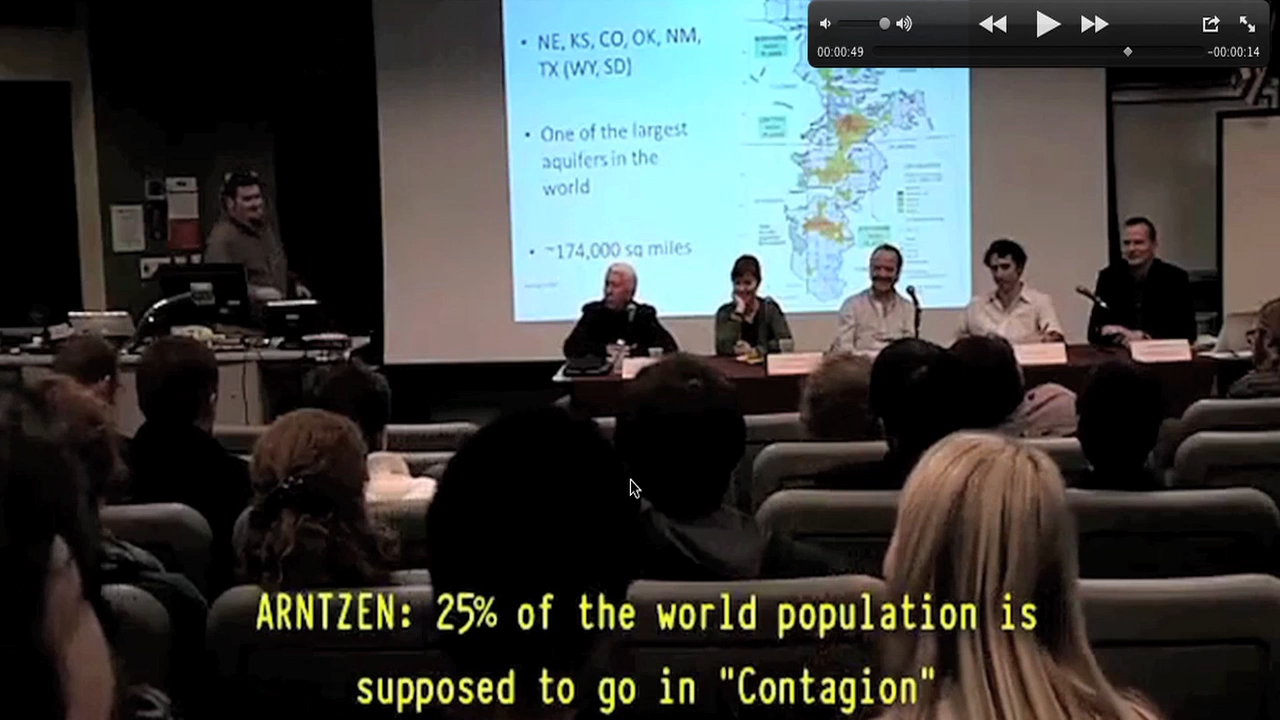 NE, KS, CO, OK, NM,
TX (WY, SD)
One of the largest
aquifers in the
world
~174,000 sq miles
00:00:49
-00:00:14
ARNTZEN: 25% of the world population is
supposed to go in "Contagion"